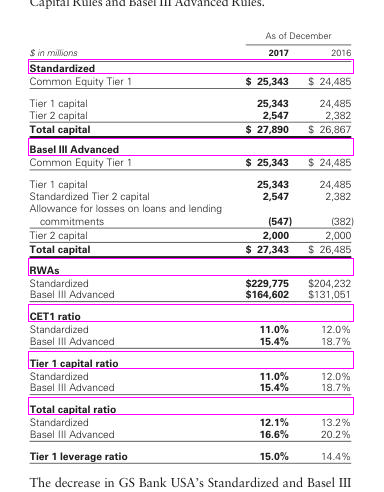 Capital Rules and Basel III Advanced Rules.
As of December
$ in millions 2017 2016
Standardized
Common Equity Tier 1 $ 25,343 $ 24,485
Tier 1 capital 25,343 24,485
Tier 2 capital 2,547 2,382
Total capital $ 27,890 $ 26,867
Basel III Advanced
Common Equity Tier 1 $ 25,343 $ 24,485
Tier 1 capital 25,343 24,485
Standardized Tier 2 capital 2,547 2,382
Allowance for losses on loans and lending
commitments (547) (382)
Tier 2 capital 2,000 2,000
Total capital $ 27,343 $ 26,485
RWAs
Standardized $229,775 $204,232
Basel III Advanced $164,602 $131,051
CET1 ratio
Standardized 11.0% 12.0%
Basel III Advanced 15.4% 18.7%
Tier 1 capital ratio
Standardized 11.0% 12.0%
Basel III Advanced 15.4% 18.7%
Total capital ratio
Standardized 12.1% 13.2%
Basel III Advanced 16.6% 20.2%
Tier 1 leverage ratio 15.0% 14.4%
The decrease in GS Bank USA's Standardized and Basel III